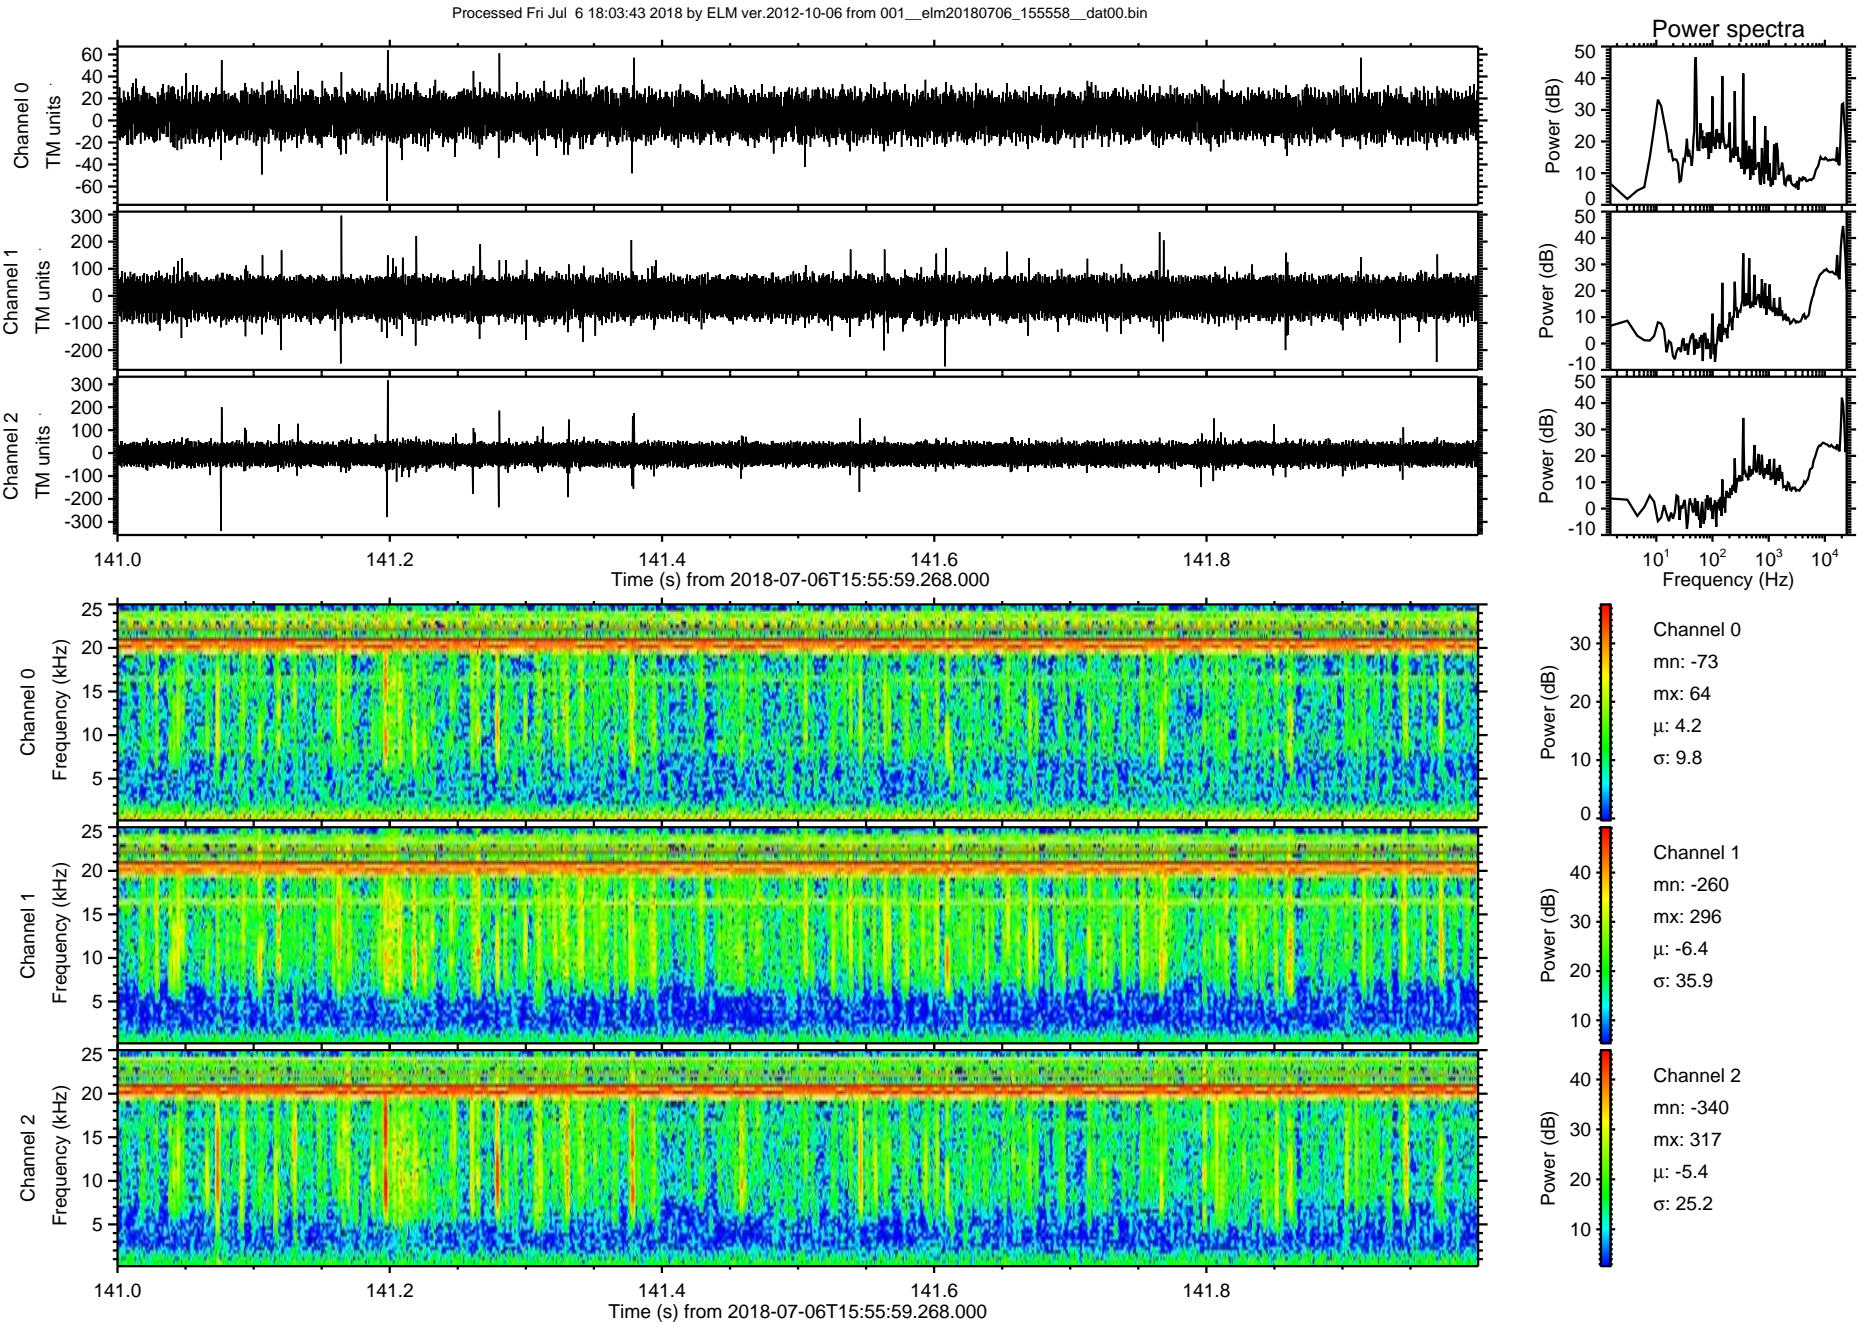 Processed Fri Jul  6 18:03:43 2018 by ELM ver.2012-10-06 from 001__elm20180706_155558__dat00.bin
Power spectra
Channel 0
TM units
60
40
20
0
-20
-40
-60
Power (dB)
50
40
30
20
10
0
Channel 1
TM units
300
200
100
0
-100
-200
Power (dB)
50
40
30
20
10
0
-10
Channel 2
TM units
300
200
100
0
-100
-200
-300
Power (dB)
50
40
30
20
10
0
-10
141.0 141.2 141.4 141.6 141.8
Time (s) from 2018-07-06T15:55:59.268.000
10¹ 10² 10³ 10⁴
Frequency (Hz)
Channel 0
Frequency (kHz)
25
20
15
10
5
Power (dB)
30
20
10
0
Channel 0
mn: -73
mx: 64
μ: 4.2
σ: 9.8
Channel 1
Frequency (kHz)
25
20
15
10
5
Power (dB)
40
30
20
10
Channel 1
mn: -260
mx: 296
μ: -6.4
σ: 35.9
Channel 2
Frequency (kHz)
25
20
15
10
5
Power (dB)
40
30
20
10
Channel 2
mn: -340
mx: 317
μ: -5.4
σ: 25.2
141.0 141.2 141.4 141.6 141.8
Time (s) from 2018-07-06T15:55:59.268.000